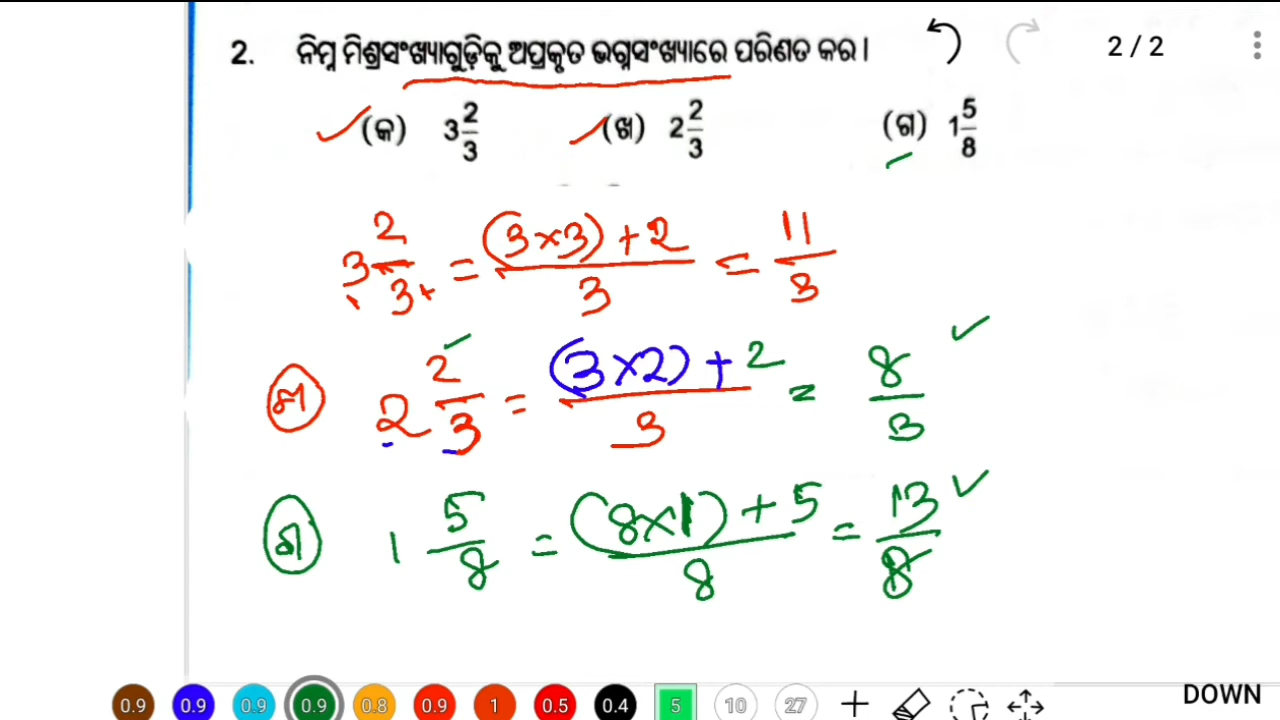 2. ନିମ୍ନ ମିଶ୍ରସଂଖ୍ୟାଗୁଡ଼ିକୁ ଅପ୍ରକୃତ ଭଗ୍ନସଂଖ୍ୟାରେ ପରିଣତ କର । 2 / 2
(କ) 3 2/3 (ଖ) 2 2/3 (ଗ) 1 5/8
3 2/3 = (3×3)+2/3 = 11/3
ଖ 2 2/3 = (3×2)+2/3 = 8/3
ଗ 1 5/8 = (8×1)+5/8 = 13/8
0.9 0.9 0.9 0.9 0.8 0.9 1 0.5 0.4 5 10 27 DOWN